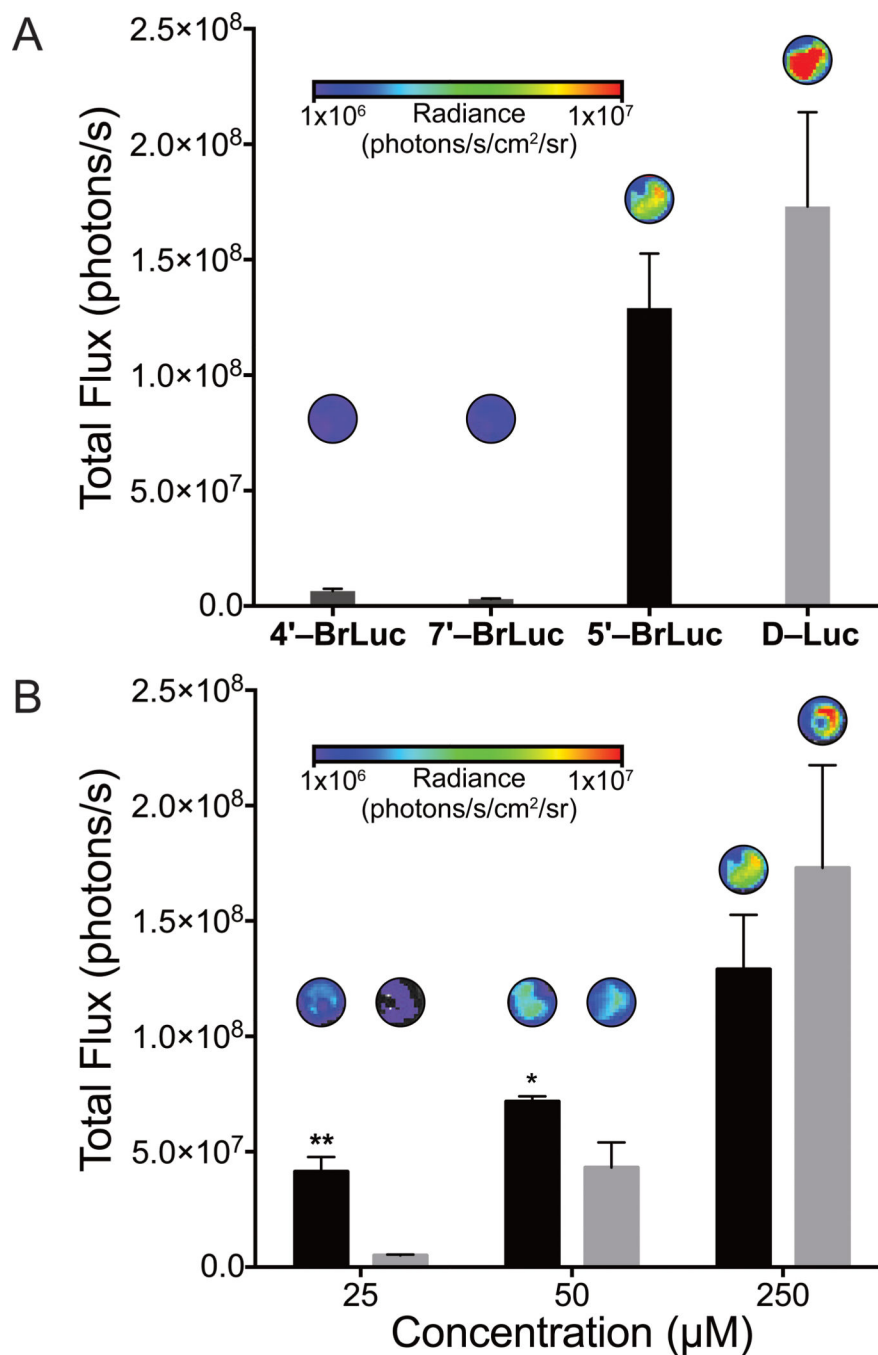 A
2.5×10⁸
2.0×10⁸
1.5×10⁸
1.0×10⁸
5.0×10⁷
0.0
Total Flux (photons/s)
1x10⁶ Radiance 1x10⁷
(photons/s/cm²/sr)
4'–BrLuc 7'–BrLuc 5'–BrLuc D–Luc
B
2.5×10⁸
2.0×10⁸
1.5×10⁸
1.0×10⁸
5.0×10⁷
0.0
Total Flux (photons/s)
1x10⁶ Radiance 1x10⁷
(photons/s/cm²/sr)
** *
25 50 250
Concentration (µM)